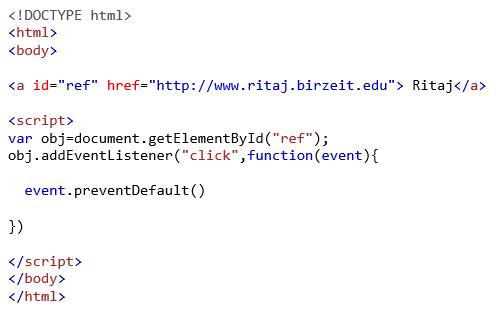 <!DOCTYPE html>
<html>
<body>
<a id="ref" href="http://www.ritaj.birzeit.edu"> Ritaj</a>
<script>
var obj=document.getElementById("ref");
obj.addEventListener("click",function(event){
event.preventDefault()
})
</script>
</body>
</html>